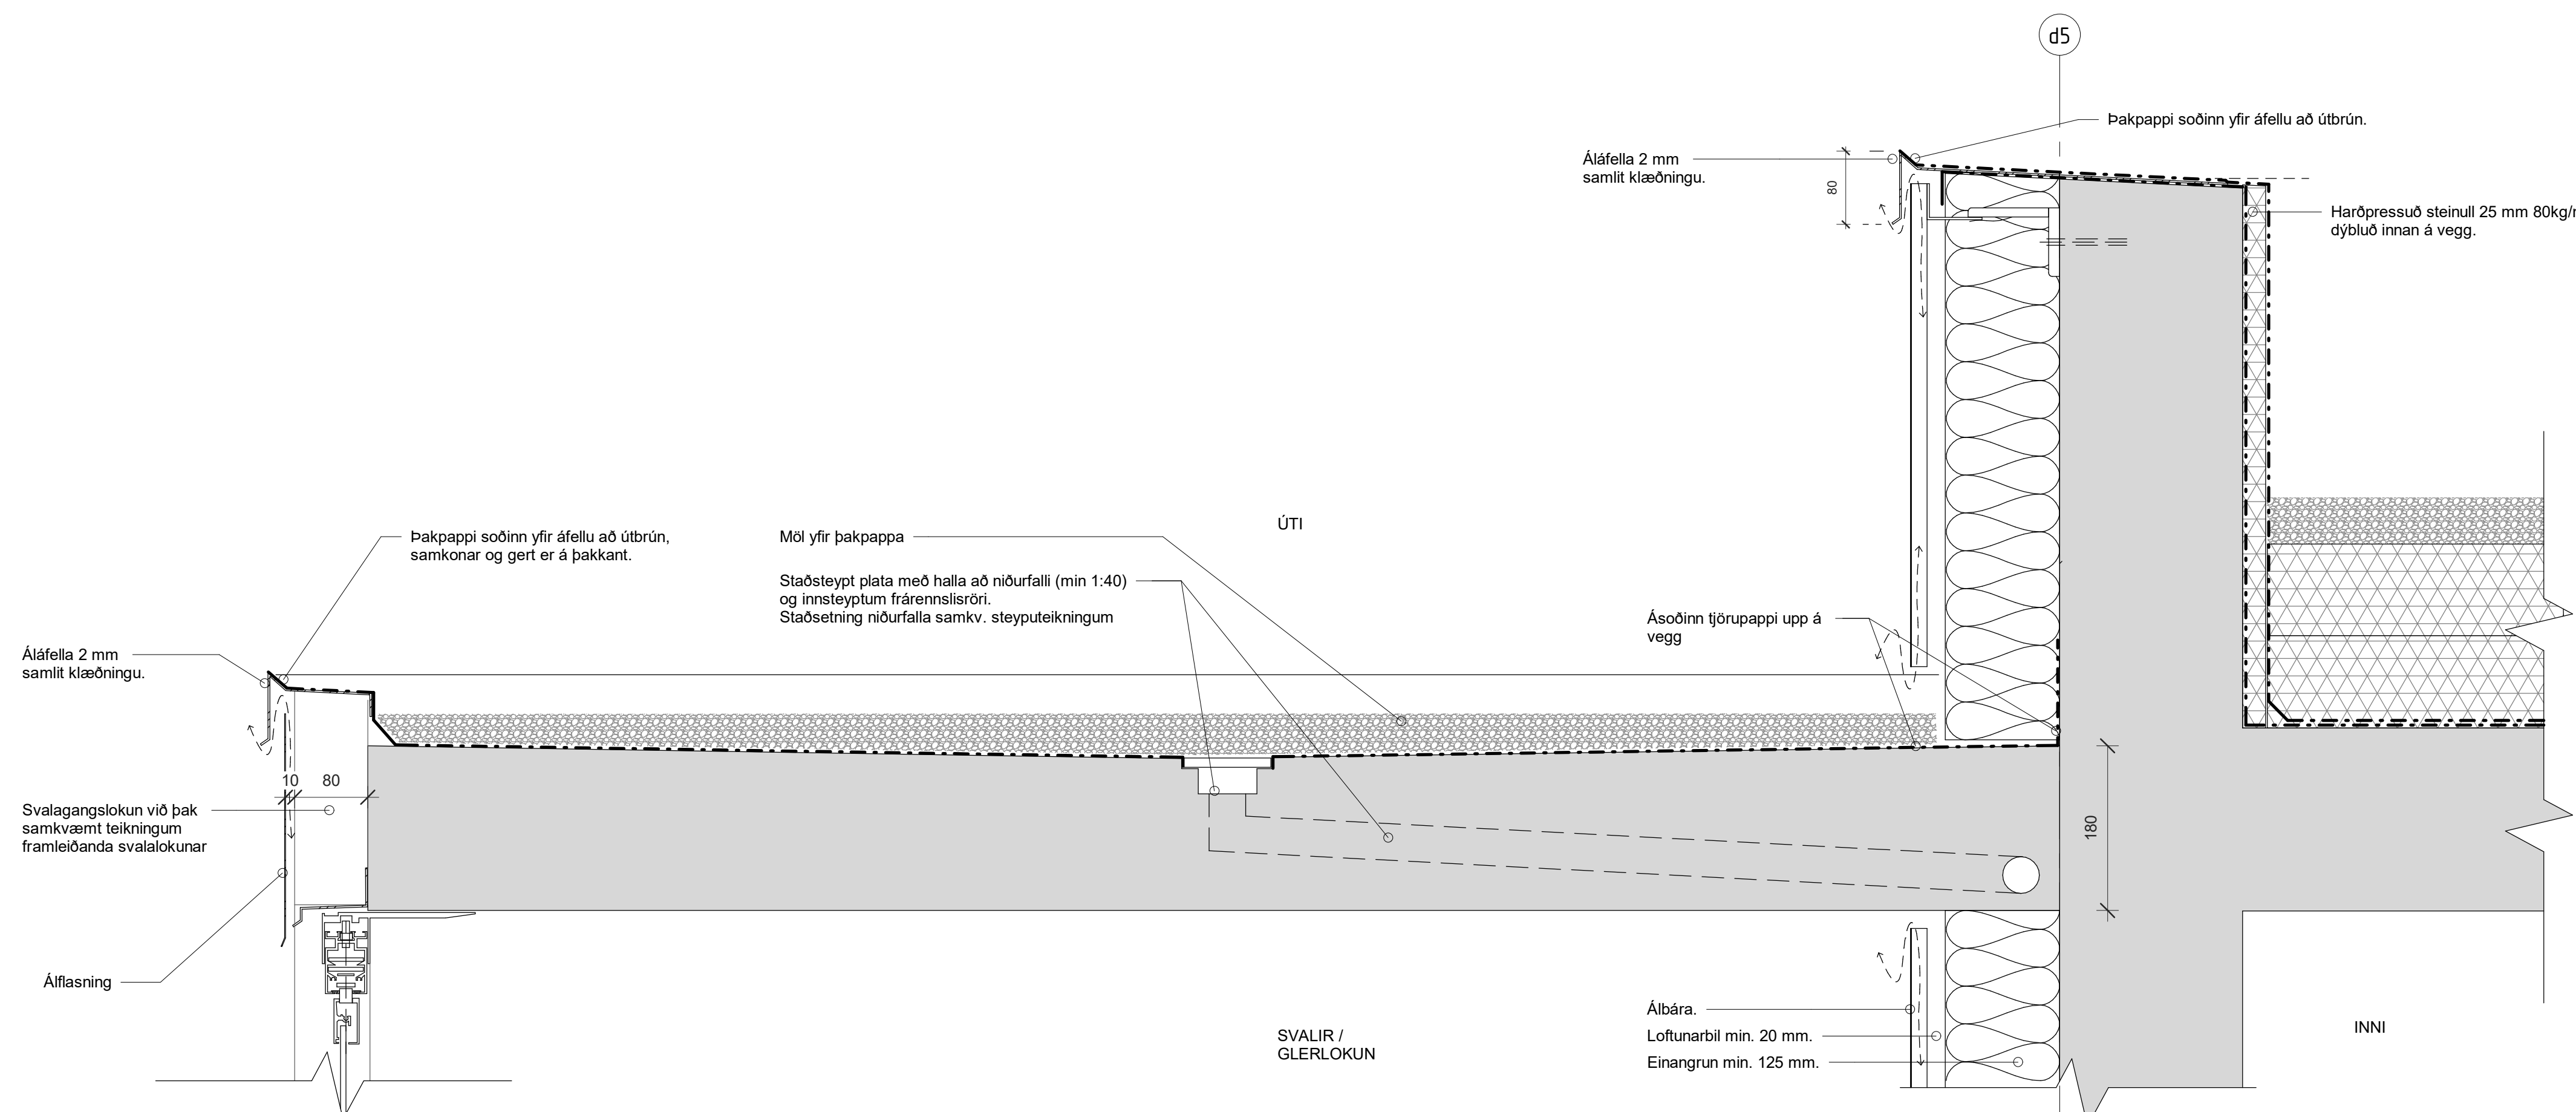 d5
Þakpappi soðinn yfir áfellu að útbrún.
Áláfella 2 mm
samlit klæðningu.
80
Harðpressuð steinull 25 mm 80kg/
dýbluð innan á vegg.
ÚTI
Þakpappi soðinn yfir áfellu að útbrún,
samkonar og gert er á þakkant.
Möl yfir þakpappa
Staðsteypt plata með halla að niðurfalli (min 1:40)
og innsteyptum frárennslisröri.
Staðsetning niðurfalla samkv. steyputeikningum
Ásoðinn tjörupappi upp á
vegg
Áláfella 2 mm
samlit klæðningu.
10 80
Svalagangslokun við þak
samkvæmt teikningum
framleiðanda svalalokunar
180
Álflasning
SVALIR /
GLERLOKUN
Álbára.
Loftunarbil min. 20 mm.
Einangrun min. 125 mm.
INNI